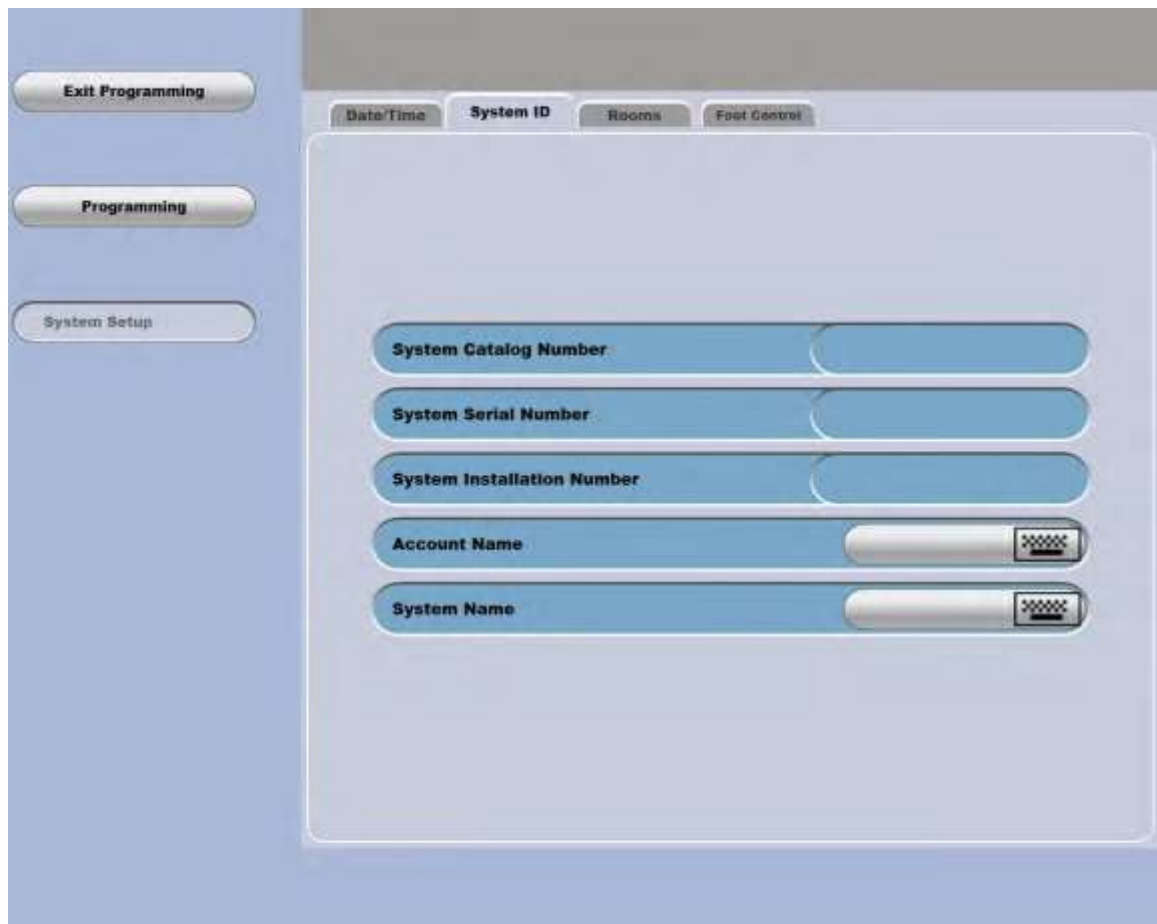 Exit Programming
Date/Time System ID Rooms Foot Control
Programming
System Setup
System Catalog Number
System Serial Number
System Installation Number
Account Name
System Name